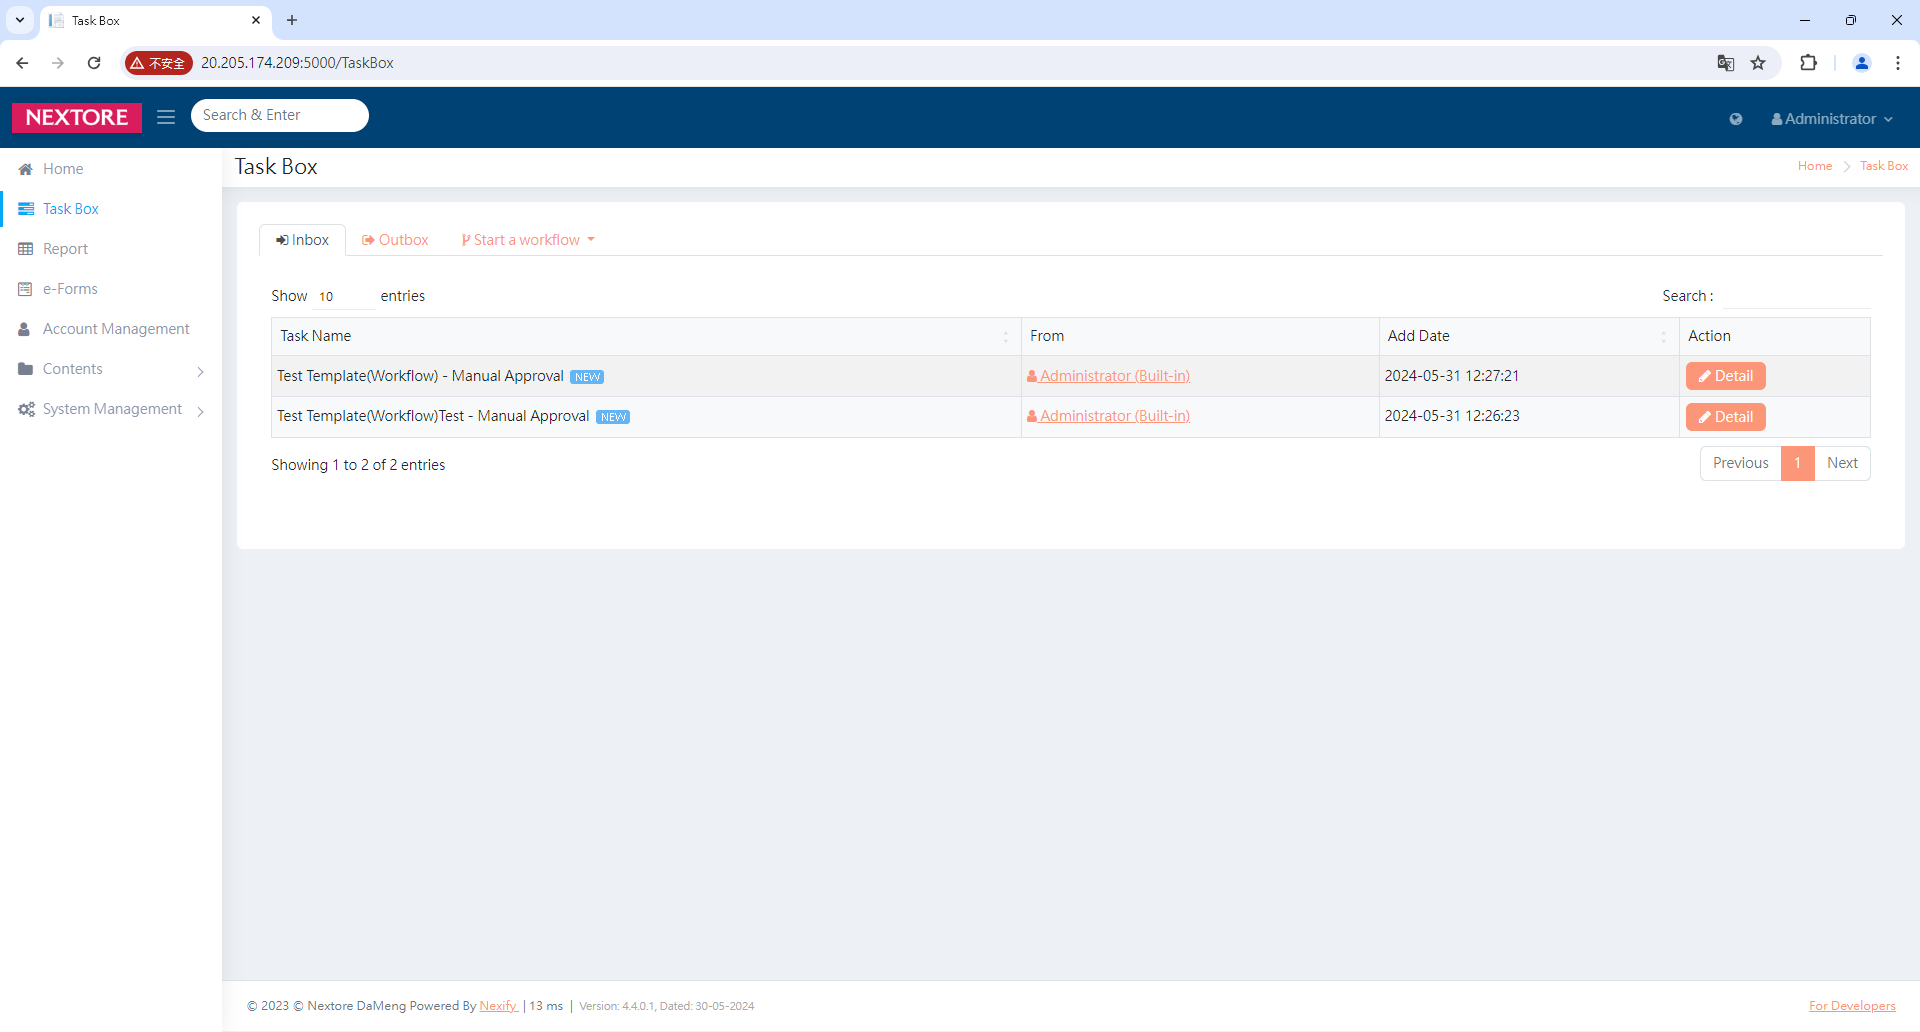 Task Box
不安全
20.205.174.209:5000/TaskBox
NEXTORE
Search & Enter
Administrator
Home
Task Box
Report
e-Forms
Account Management
Contents
System Management
Task Box
Home
Task Box
Inbox
Outbox
Start a workflow
Show 10 entries
Search :
Task Name From Add Date Action
Test Template(Workflow) - Manual Approval NEW Administrator (Built-in) 2024-05-31 12:27:21 Detail
Test Template(Workflow)Test - Manual Approval NEW Administrator (Built-in) 2024-05-31 12:26:23 Detail
Showing 1 to 2 of 2 entries
Previous 1 Next
© 2023 © Nextore DaMeng Powered By Nexify | 13 ms | Version: 4.4.0.1, Dated: 30-05-2024
For Developers